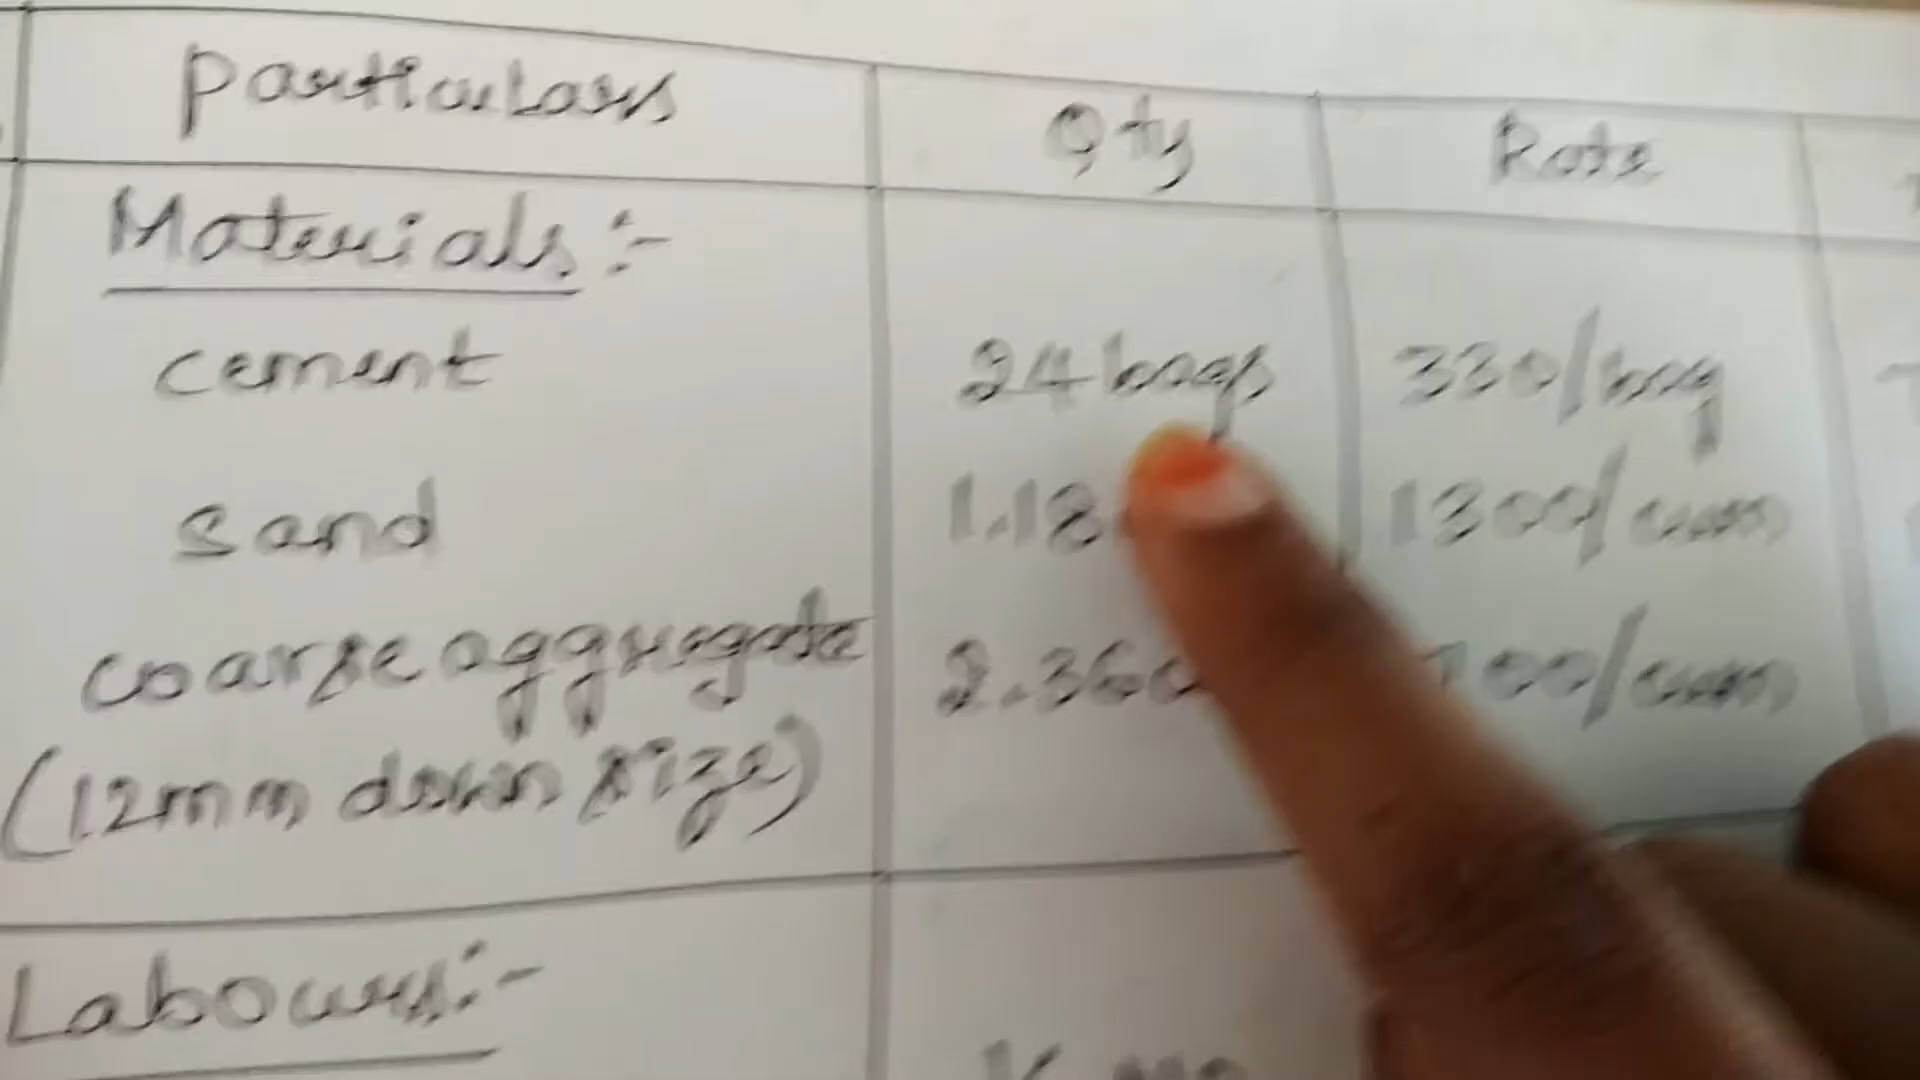 Particulars Qty Rate
Materials :-
cement 24 bags 330/bag
sand 1.18 1300/cum
coarse aggregate 2.360 /cum
(12mm down size)
Labours:-